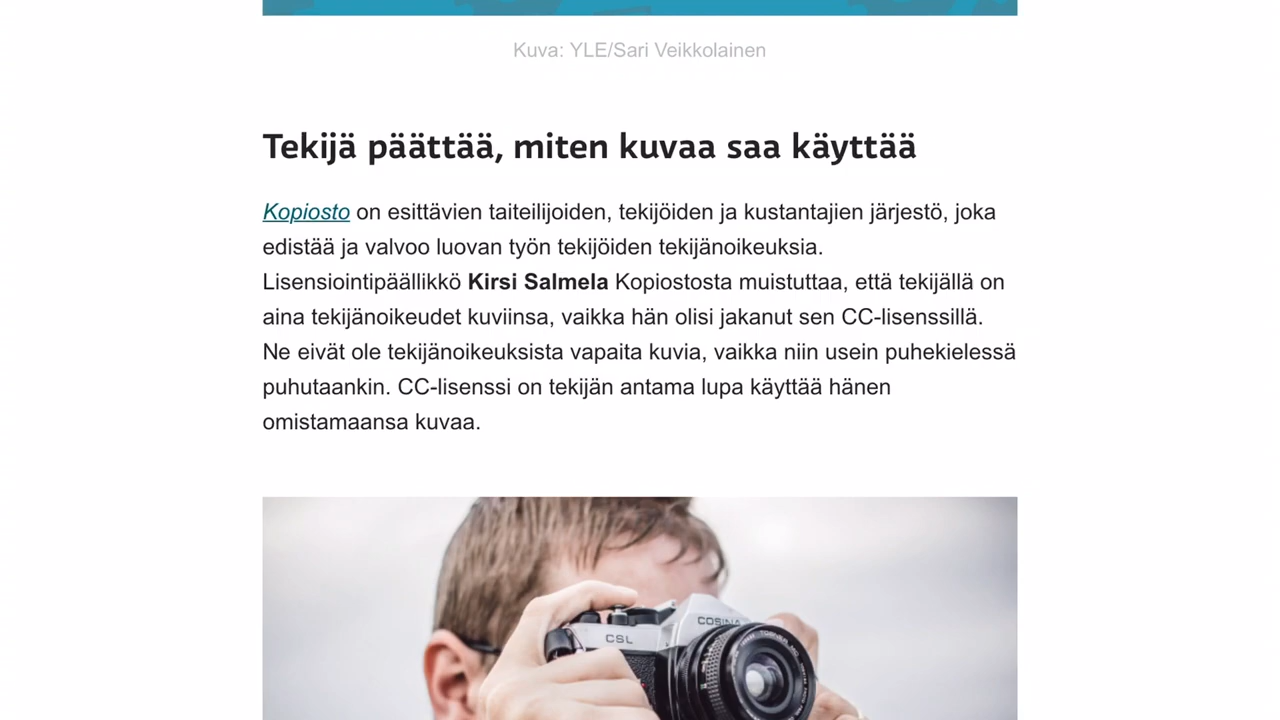 Kuva: YLE/Sari Veikkolainen
Tekijä päättää, miten kuvaa saa käyttää
Kopiosto on esittävien taiteilijoiden, tekijöiden ja kustantajien järjestö, joka
edistää ja valvoo luovan työn tekijöiden tekijänoikeuksia.
Lisensiointipäällikkö Kirsi Salmela Kopiostosta muistuttaa, että tekijällä on
aina tekijänoikeudet kuviinsa, vaikka hän olisi jakanut sen CC-lisenssillä.
Ne eivät ole tekijänoikeuksista vapaita kuvia, vaikka niin usein puhekielessä
puhutaankin. CC-lisenssi on tekijän antama lupa käyttää hänen
omistamaansa kuvaa.
COSINA
CSL